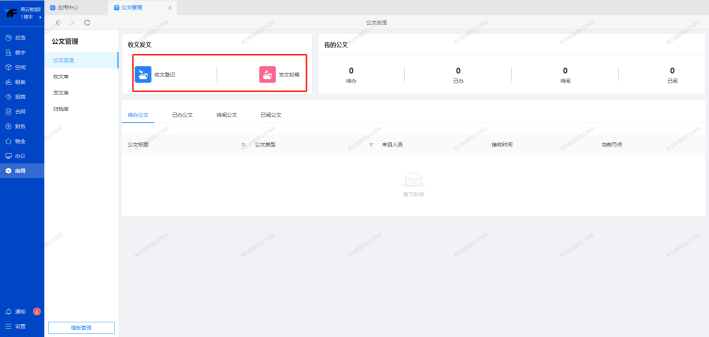 应用中心
公文管理
公文总览
1楼宇
总览
楼宇
空间
租客
招商
合同
财务
物业
办公
应用
通知
设置
公文管理
公文总览
收文库
发文库
归档库
模板管理
收文发文
收文登记
发文拟稿
我的公文
0 0 0 0
待办 已办 待阅 已阅
待办公文 已办公文 待阅公文 已阅公文
公文标题 公文类型 来自人员 接收时间 当前节点
暂无数据